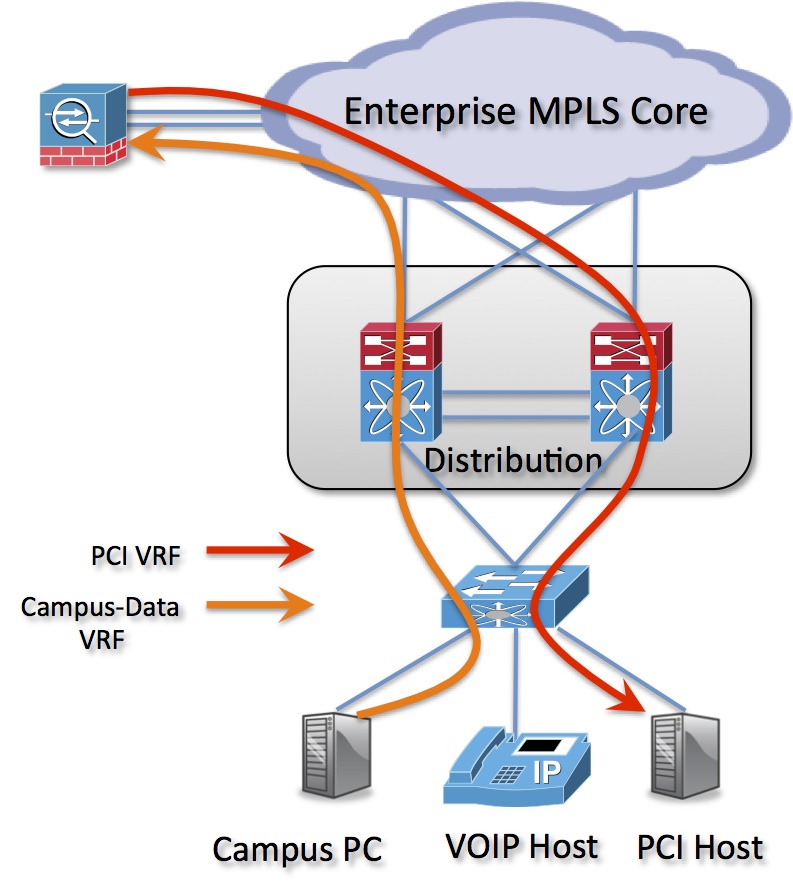 Enterprise MPLS Core
Distribution
PCI VRF
Campus-Data
VRF
IP
Campus PC
VOIP Host
PCI Host